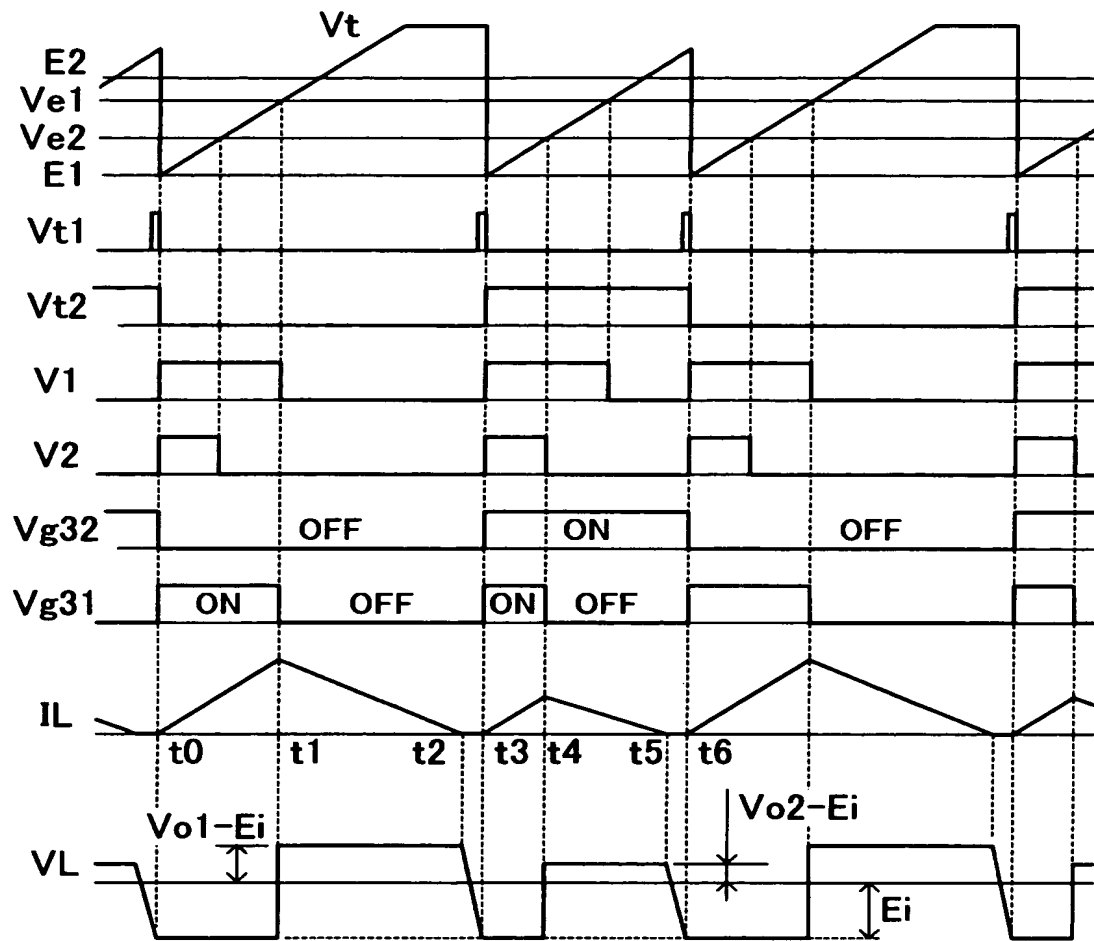 Vt
E2
Ve1
Ve2
E1
Vt1
Vt2
V1
V2
Vg32 OFF ON OFF
Vg31 ON OFF ON OFF
IL
t0 t1 t2 t3 t4 t5 t6
Vo1-Ei Vo2-Ei
VL
Ei